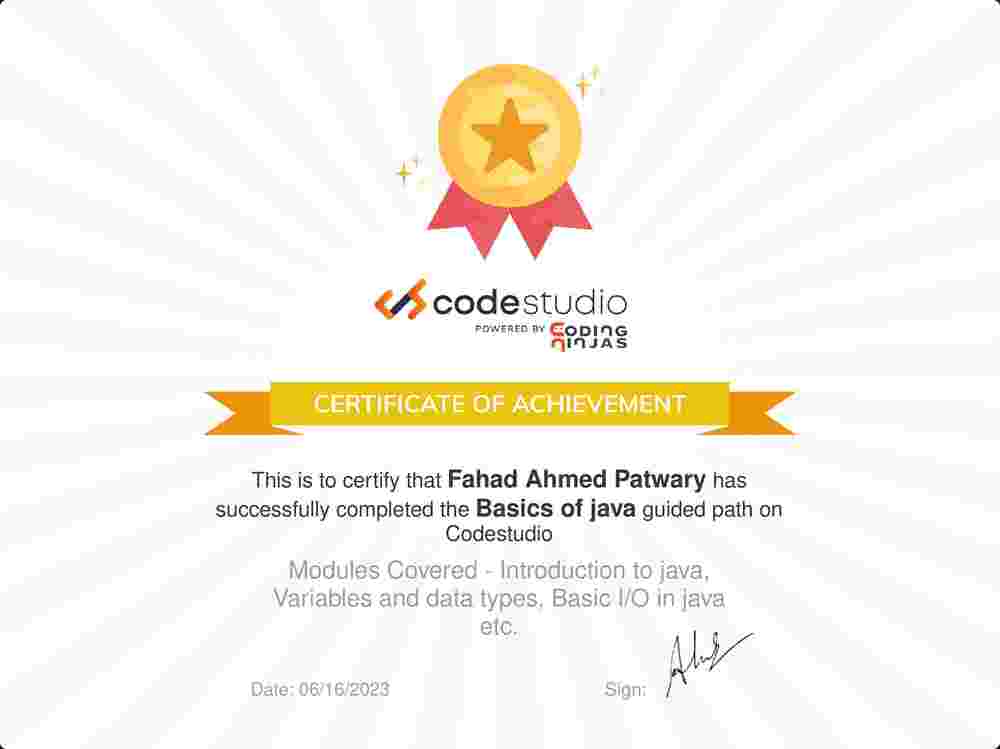 codestudio
POWERED BY CODING
NINJAS
CERTIFICATE OF ACHIEVEMENT
This is to certify that Fahad Ahmed Patwary has
successfully completed the Basics of java guided path on
Codestudio
Modules Covered - Introduction to java,
Variables and data types, Basic I/O in java
etc.
Date: 06/16/2023
Sign: